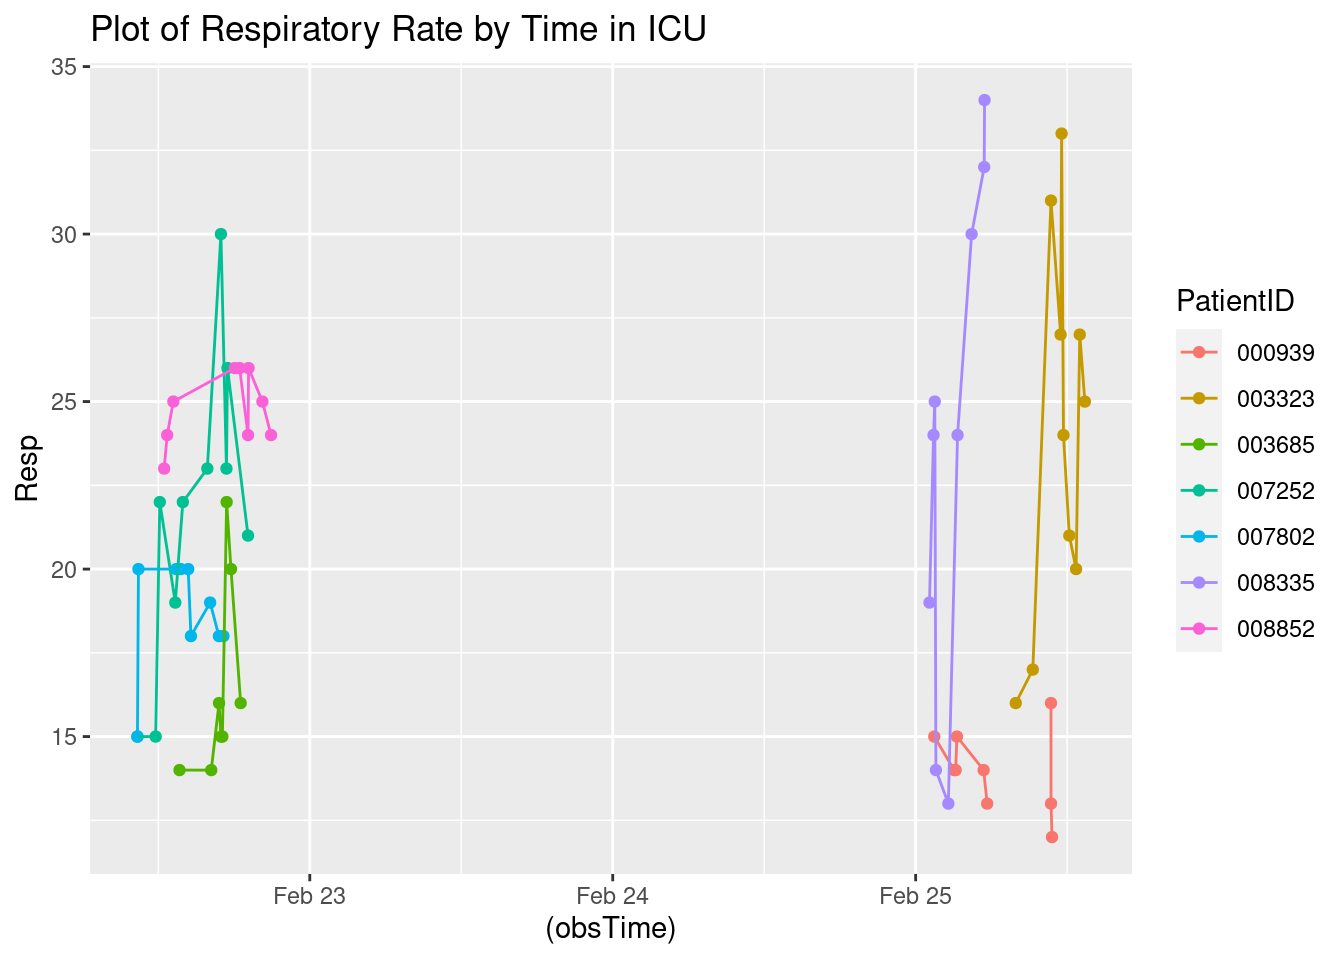 Plot of Respiratory Rate by Time in ICU
35
30
25
20
15
Resp
Feb 23
Feb 24
Feb 25
(obsTime)
PatientID
000939
003323
003685
007252
007802
008335
008852